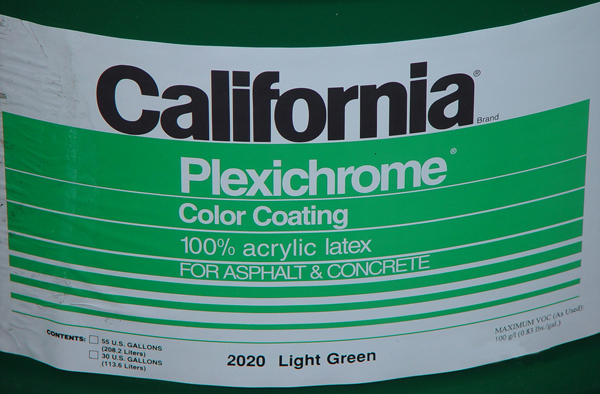 California®
Brand
Plexichrome®
Color Coating
100% acrylic latex
FOR ASPHALT & CONCRETE
CONTENTS: 55 U.S. GALLONS
(208.2 Liters)
30 U.S. GALLONS
(113.6 Liters)
2020 Light Green
MAXIMUM VOC (As Used):
100 g/l (0.83 lbs./gal.)